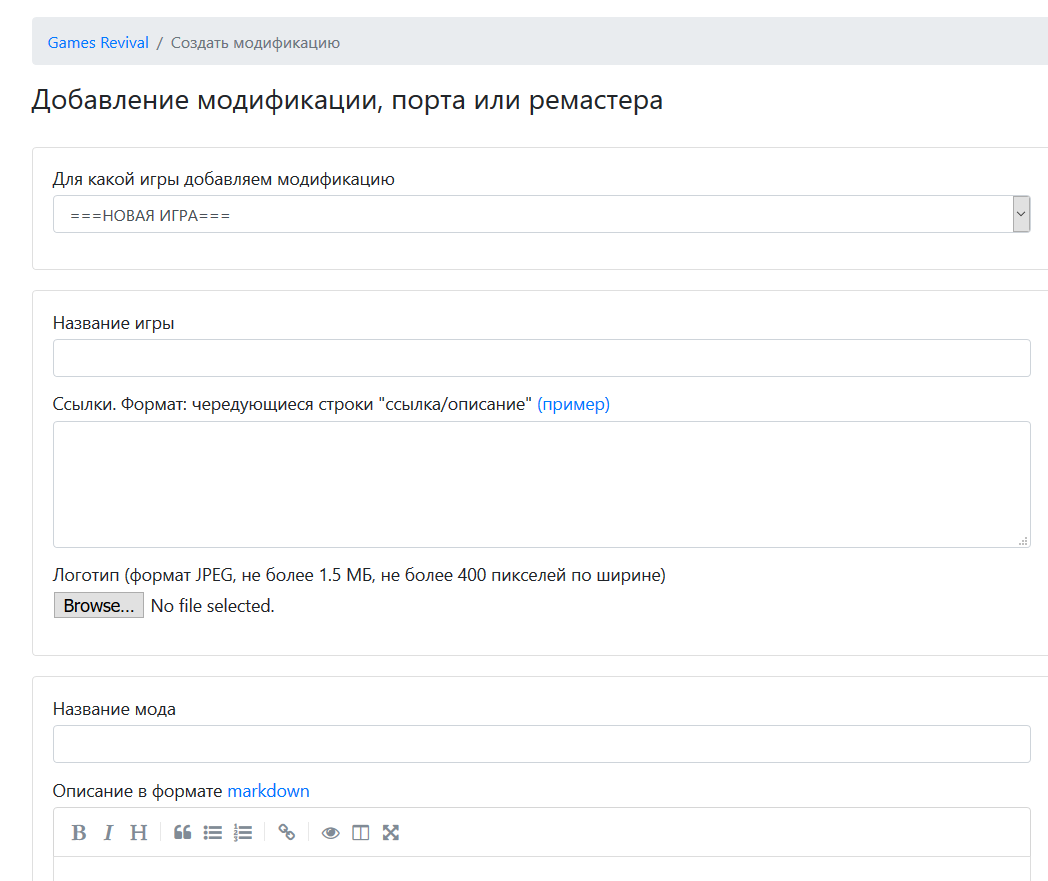 Games Revival / Создать модификацию
Добавление модификации, порта или ремастера
Для какой игры добавляем модификацию
===НОВАЯ ИГРА===
Название игры
Ссылки. Формат: чередующиеся строки "ссылка/описание" (пример)
Логотип (формат JPEG, не более 1.5 МБ, не более 400 пикселей по ширине)
Browse... No file selected.
Название мода
Описание в формате markdown
B I H